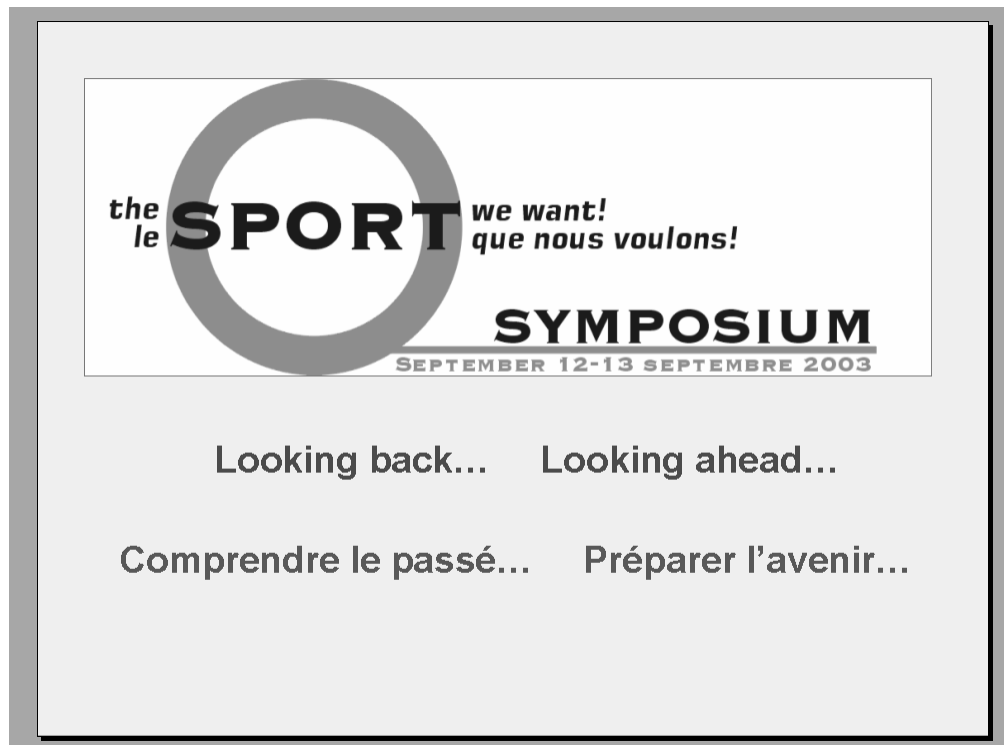 the SPORT we want!
le que nous voulons!
SYMPOSIUM
SEPTEMBER 12-13 SEPTEMBRE 2003
Looking back… Looking ahead…
Comprendre le passé… Préparer l’avenir…